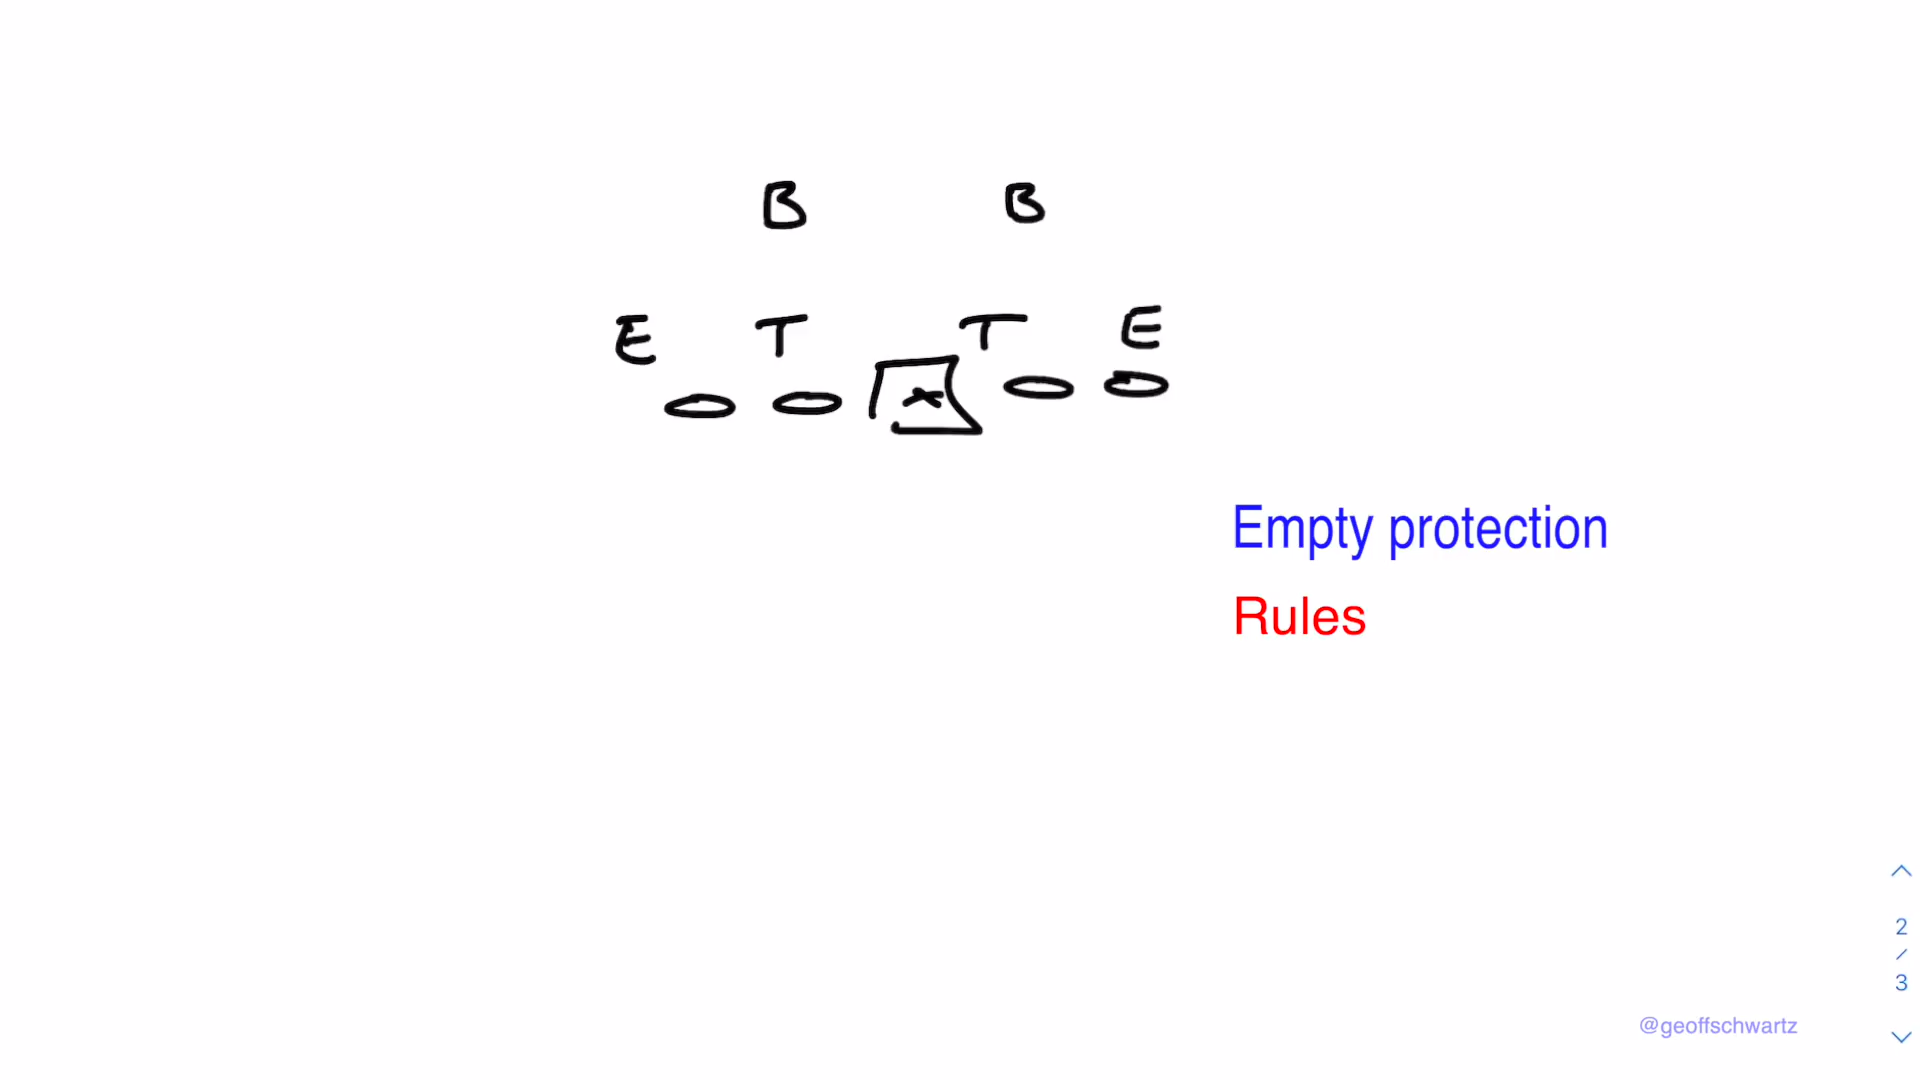 B B
E T T E
x
Empty protection
Rules
2
/
3
@geoffschwartz